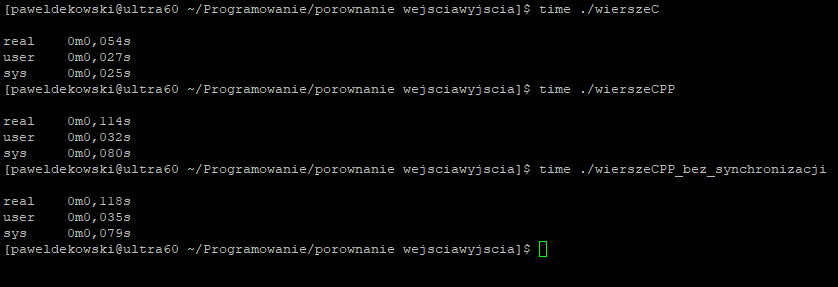 [paweldekowski@ultra60 ~/Programowanie/porownanie wejsciawyjscia]$ time ./wierszeC
real 0m0,054s
user 0m0,027s
sys 0m0,025s
[paweldekowski@ultra60 ~/Programowanie/porownanie wejsciawyjscia]$ time ./wierszeCPP
real 0m0,114s
user 0m0,032s
sys 0m0,080s
[paweldekowski@ultra60 ~/Programowanie/porownanie wejsciawyjscia]$ time ./wierszeCPP_bez_synchronizacji
real 0m0,118s
user 0m0,035s
sys 0m0,079s
[paweldekowski@ultra60 ~/Programowanie/porownanie wejsciawyjscia]$